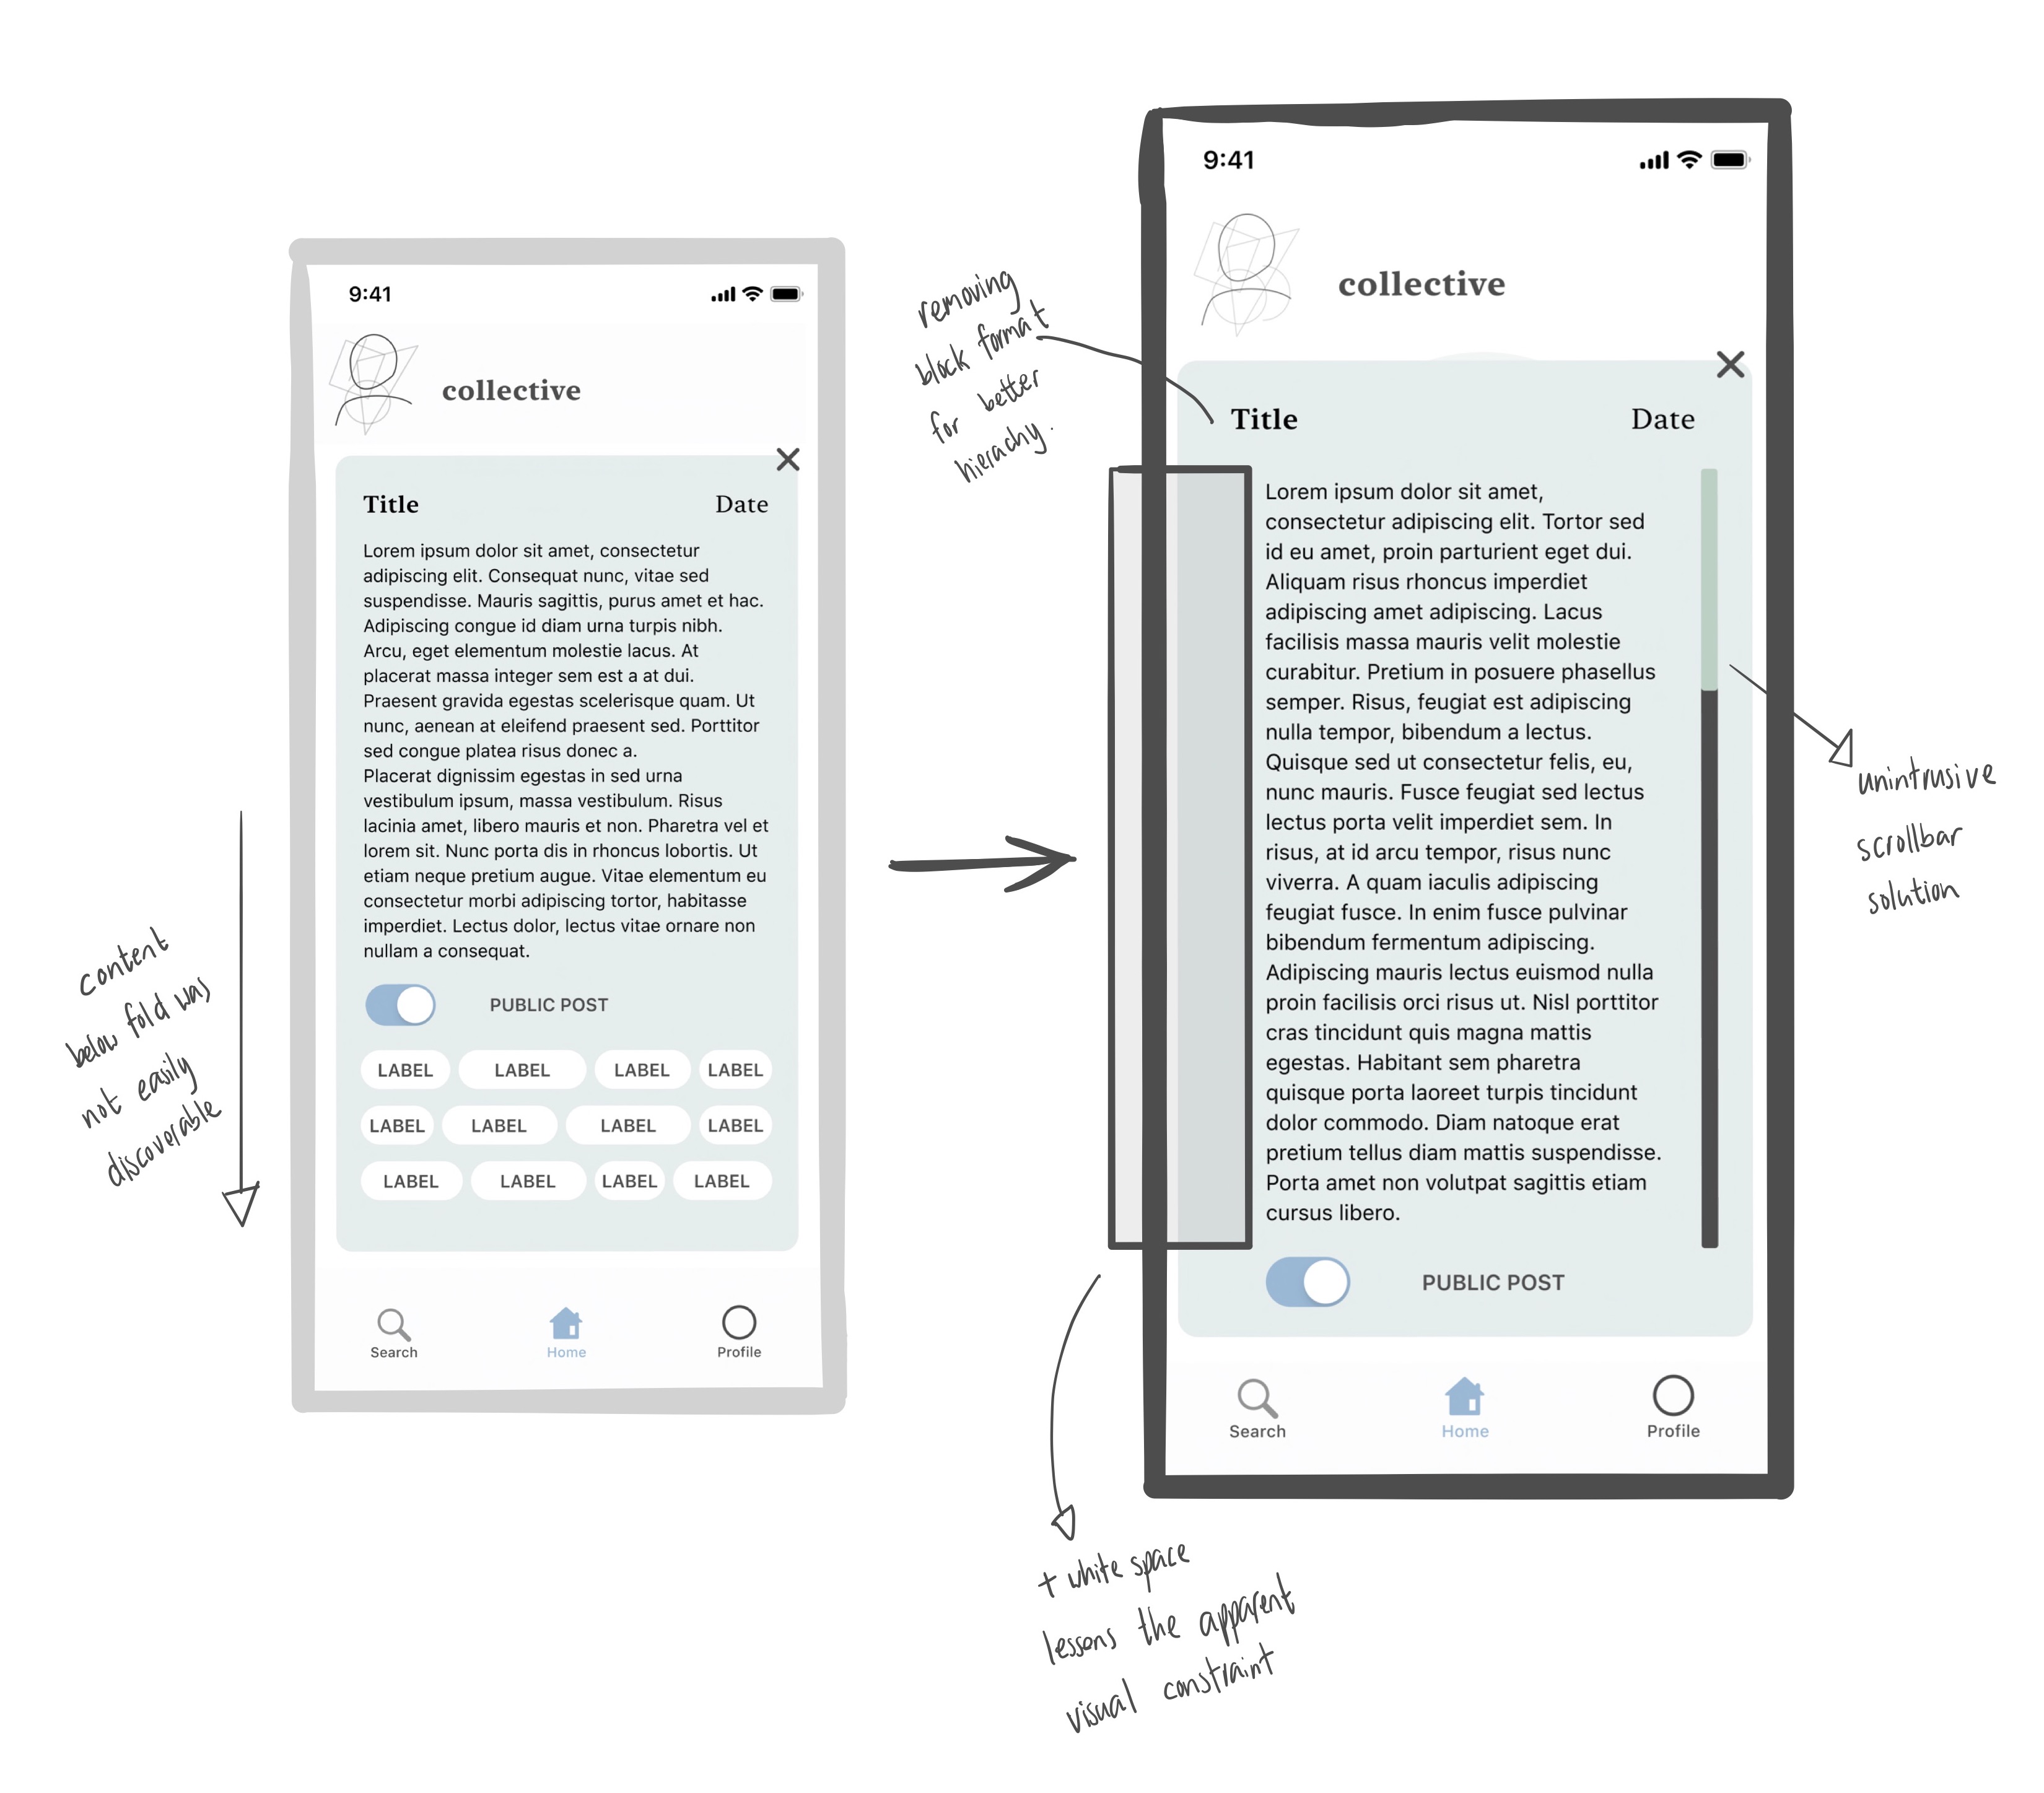 9:41
collective
Title Date
Lorem ipsum dolor sit amet, consectetur
adipiscing elit. Consequat nunc, vitae sed
suspendisse. Mauris sagittis, purus amet et hac.
Adipiscing congue id diam urna turpis nibh.
Arcu, eget elementum molestie lacus. At
placerat massa integer sem est a at dui.
Praesent gravida egestas scelerisque quam. Ut
nunc, aenean at eleifend praesent sed. Porttitor
sed congue platea risus donec a.
Placerat dignissim egestas in sed urna
vestibulum ipsum, massa vestibulum. Risus
lacinia amet, libero mauris et non. Pharetra vel et
lorem sit. Nunc porta dis in rhoncus lobortis. Ut
etiam neque pretium augue. Vitae elementum eu
consectetur morbi adipiscing tortor, habitasse
imperdiet. Lectus dolor, lectus vitae ornare non
nullam a consequat.
PUBLIC POST
LABEL LABEL LABEL LABEL
LABEL LABEL LABEL LABEL
LABEL LABEL LABEL LABEL
Search Home Profile
content
below fold was
not easily
discoverable
removing
block format
for better
hierachy.
9:41
collective
Title Date
Lorem ipsum dolor sit amet,
consectetur adipiscing elit. Tortor sed
id eu amet, proin parturient eget dui.
Aliquam risus rhoncus imperdiet
adipiscing amet adipiscing. Lacus
facilisis massa mauris velit molestie
curabitur. Pretium in posuere phasellus
semper. Risus, feugiat est adipiscing
nulla tempor, bibendum a lectus.
Quisque sed ut consectetur felis, eu,
nunc mauris. Fusce feugiat sed lectus
lectus porta velit imperdiet sem. In
risus, at id arcu tempor, risus nunc
viverra. A quam iaculis adipiscing
feugiat fusce. In enim fusce pulvinar
bibendum fermentum adipiscing.
Adipiscing mauris lectus euismod nulla
proin facilisis orci risus ut. Nisl porttitor
cras tincidunt quis magna mattis
egestas. Habitant sem pharetra
quisque porta laoreet turpis tincidunt
dolor commodo. Diam natoque erat
pretium tellus diam mattis suspendisse.
Porta amet non volutpat sagittis etiam
cursus libero.
PUBLIC POST
Search Home Profile
unintrusive
scrollbar
solution
+ white space
lessons the apparent
visual constraint